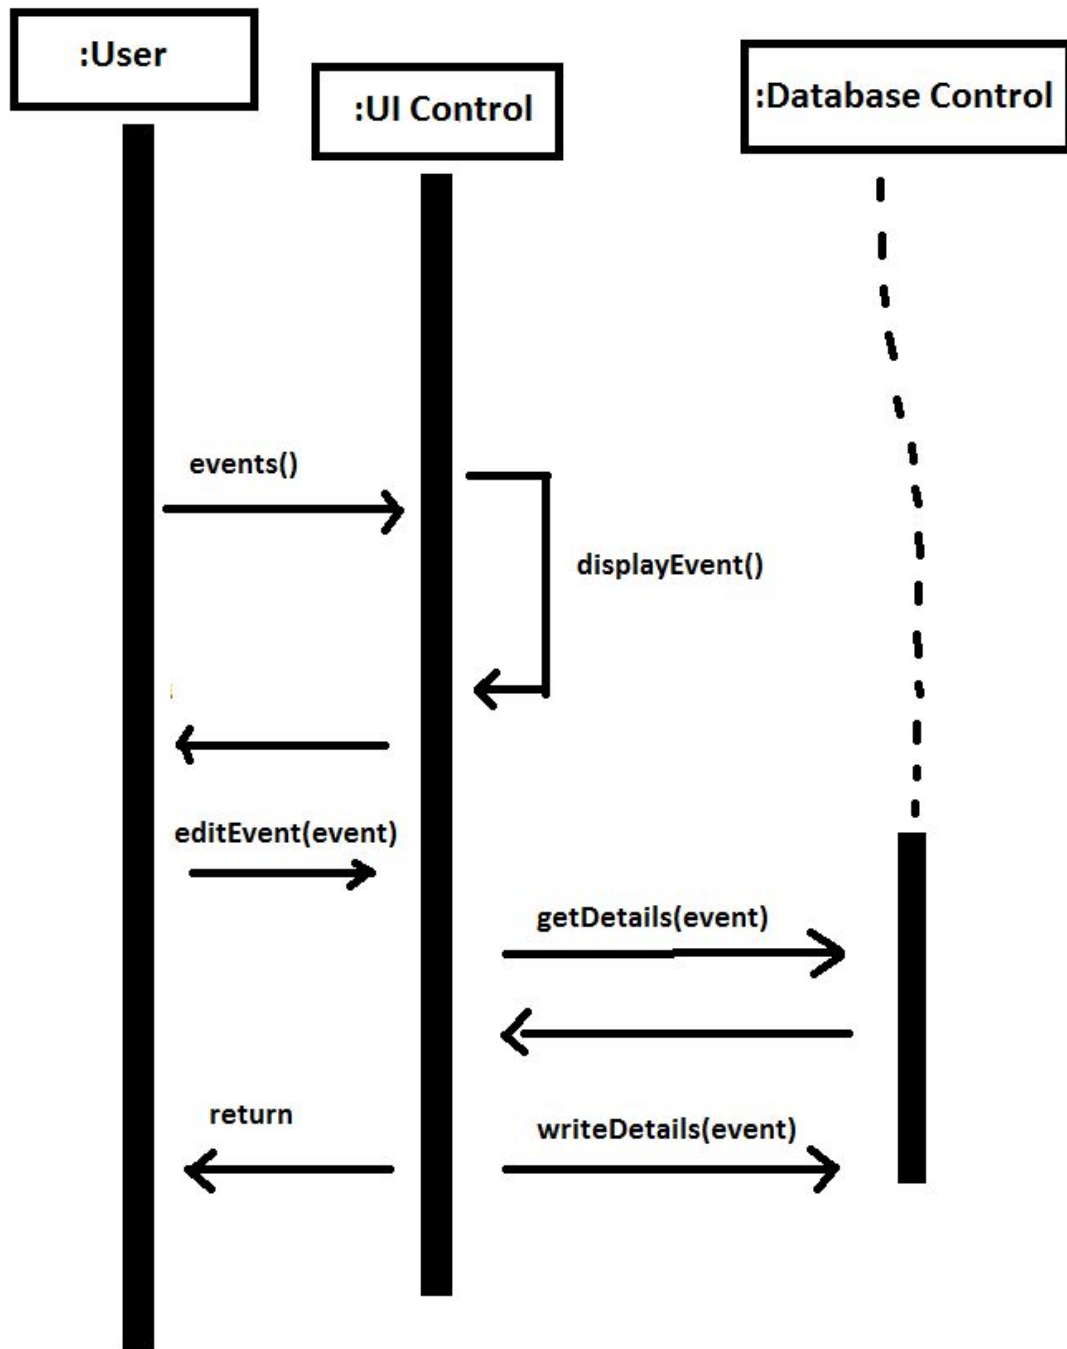 :User
:UI Control
:Database Control
events()
displayEvent()
editEvent(event)
getDetails(event)
return
writeDetails(event)